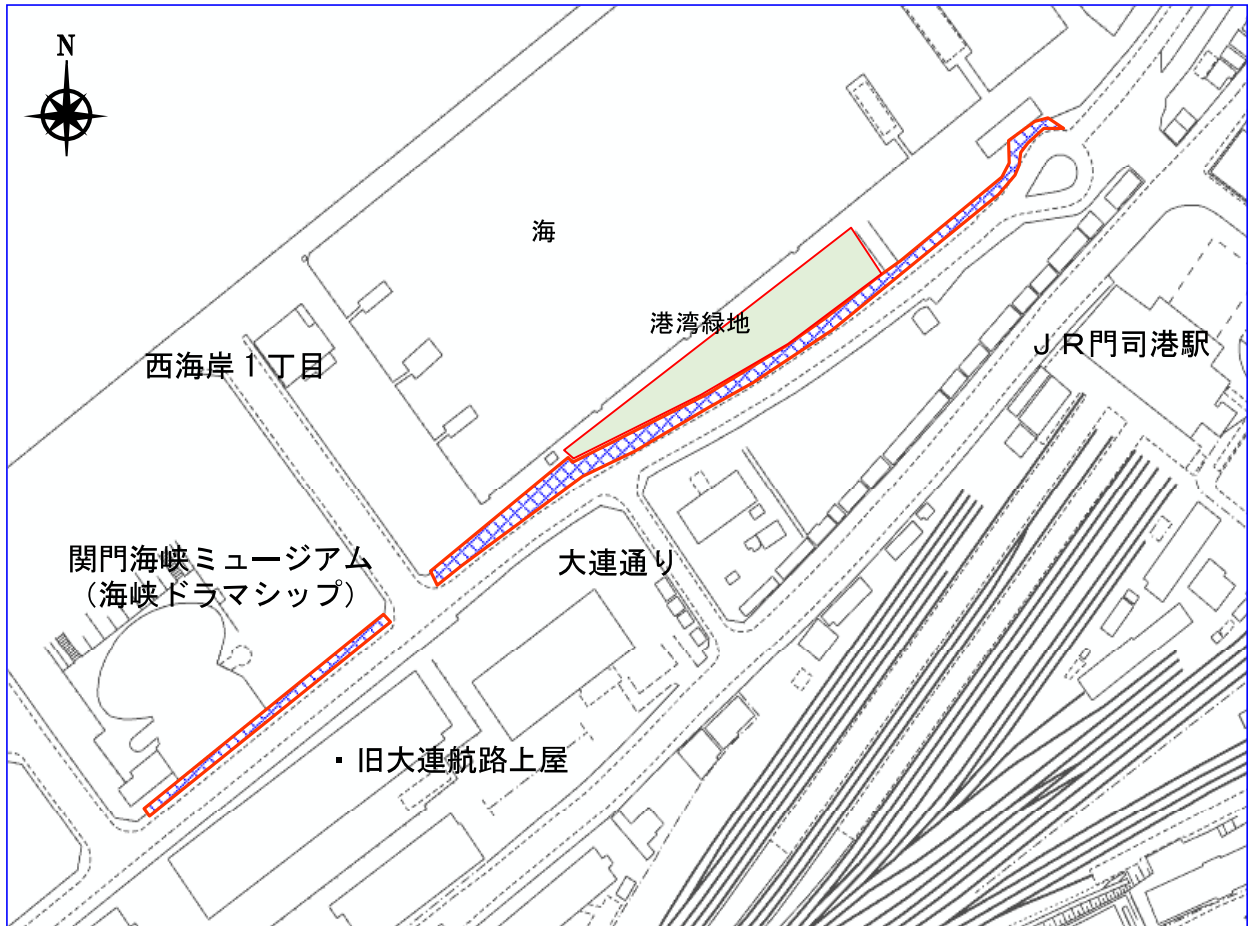 N
海
港湾緑地
JR門司港駅
西海岸1丁目
関門海峡ミュージアム
（海峡ドラマシップ）
大連通り
・旧大連航路上屋